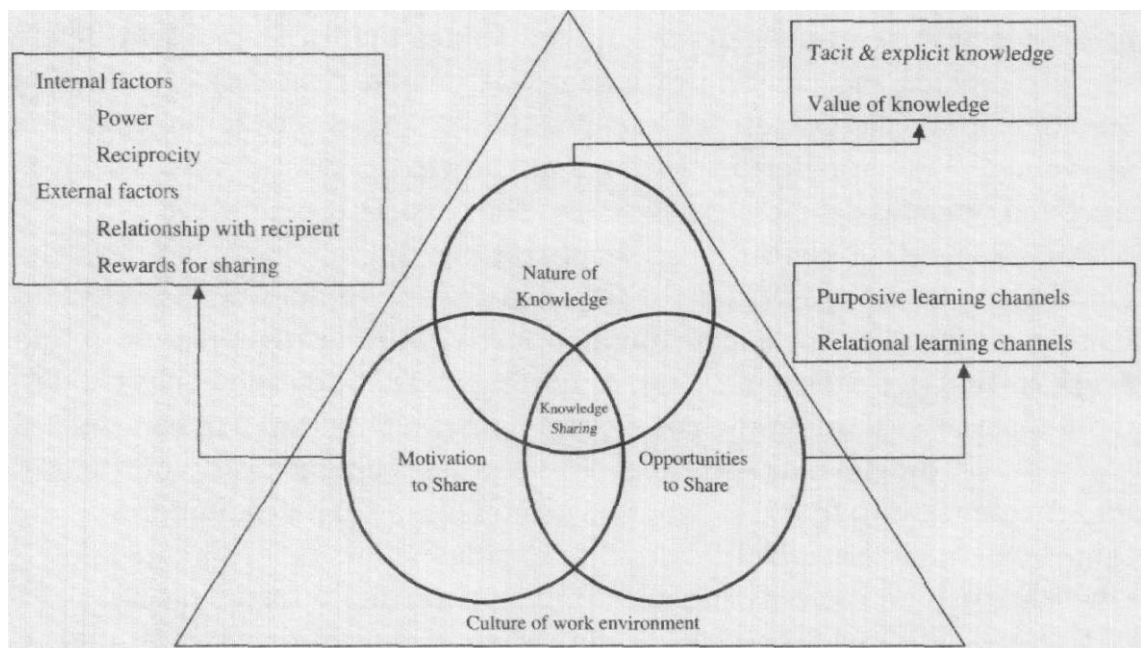 Internal factors
Power
Reciprocity
External factors
Relationship with recipient
Rewards for sharing
Tacit & explicit knowledge
Value of knowledge
Nature of
Knowledge
Purposive learning channels
Relational learning channels
Knowledge
Sharing
Motivation
to Share
Opportunities
to Share
Culture of work environment